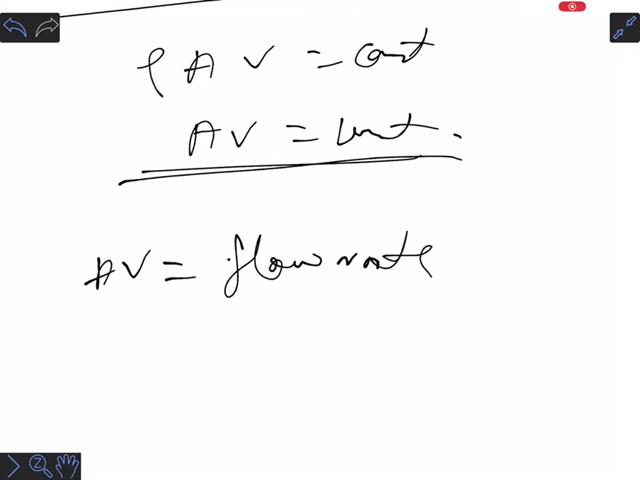 ρ A V = const
A V = const.
A V = flow rate